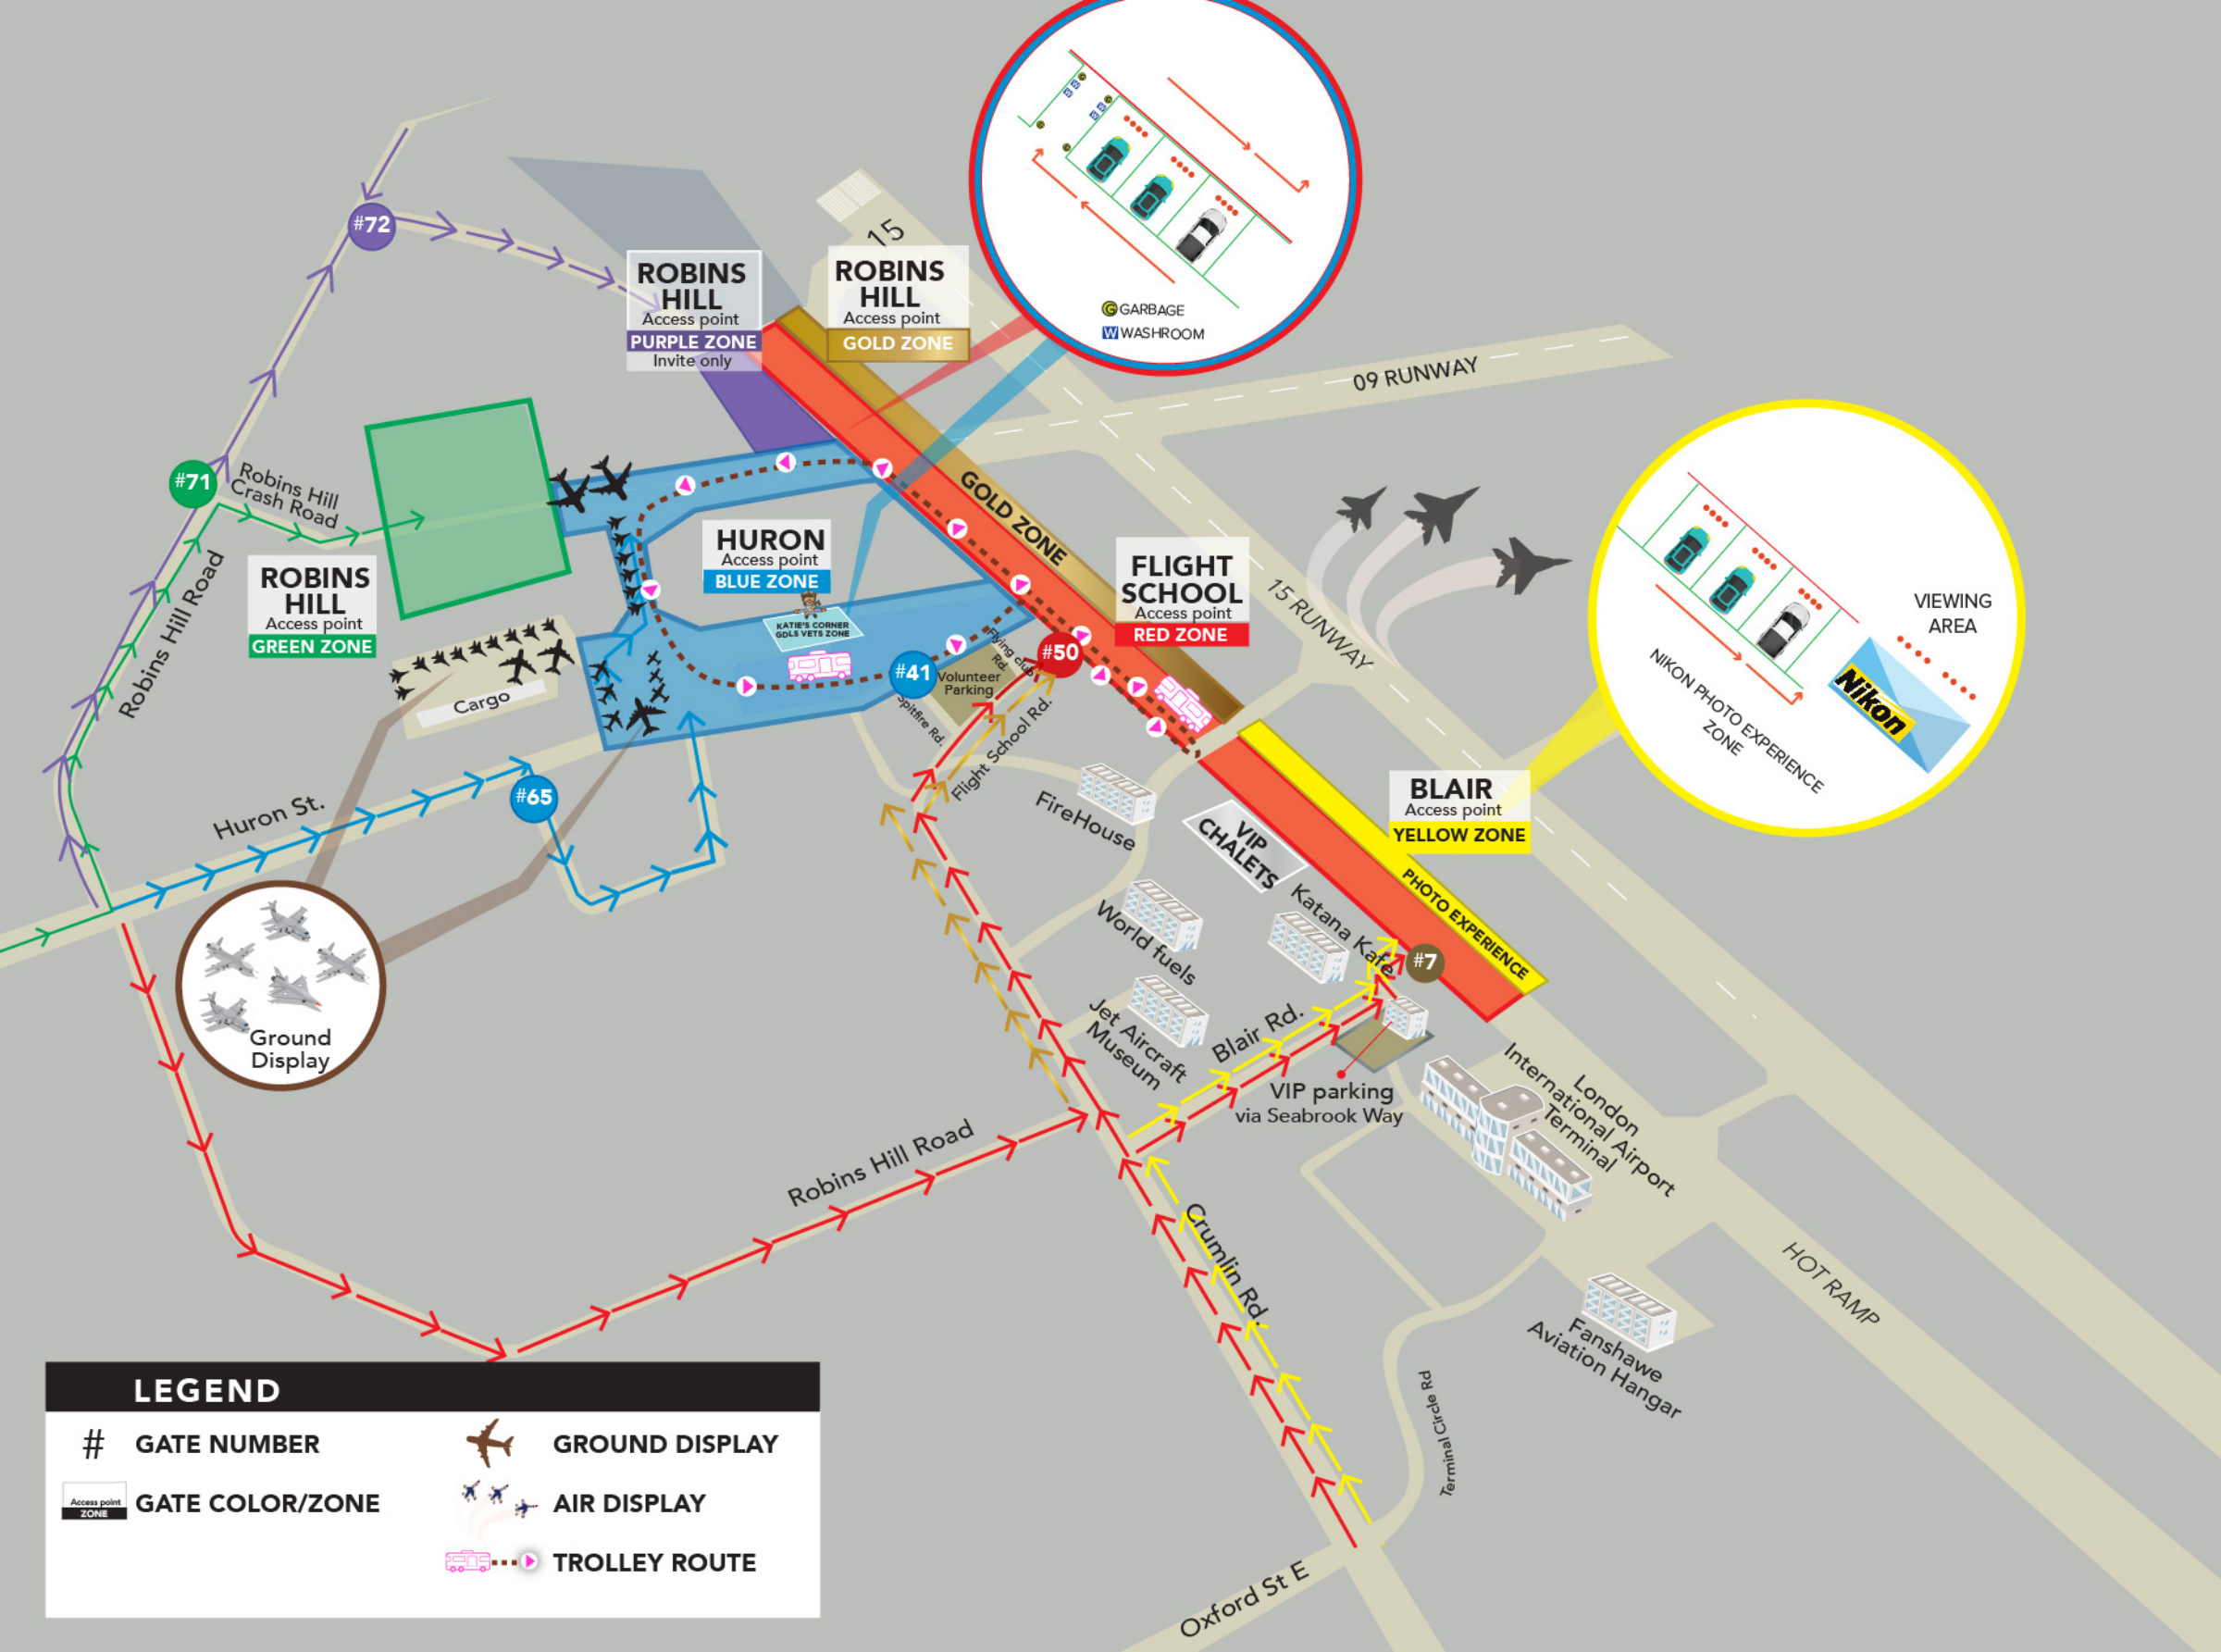 15
G GARBAGE
W WASHROOM
#72
ROBINS
HILL
Access point
PURPLE ZONE
Invite only
ROBINS
HILL
Access point
GOLD ZONE
09 RUNWAY
#71
Robins Hill
Crash Road
Robins Hill Road
ROBINS
HILL
Access point
GREEN ZONE
HURON
Access point
BLUE ZONE
KATIE'S CORNER
GDLS VETS ZONE
GOLD ZONE
FLIGHT
SCHOOL
Access point
RED ZONE
15 RUNWAY
VIEWING
AREA
Nikon
NIKON PHOTO EXPERIENCE
ZONE
Cargo
#41
Volunteer
Parking
Flying club
Rd.
#50
Spitfire Rd.
Flight School Rd.
Huron St.
#65
FireHouse
VIP
CHALETS
BLAIR
Access point
YELLOW ZONE
PHOTO EXPERIENCE
Katana Kafe
#7
World fuels
Jet Aircraft
Museum
Blair Rd.
VIP parking
via Seabrook Way
London
International Airport
Terminal
Ground
Display
Robins Hill Road
Crumlin Rd.
HOT RAMP
Fanshawe
Aviation Hangar
Terminal Circle Rd
Oxford St E
LEGEND
# GATE NUMBER
GROUND DISPLAY
Access point
ZONE
GATE COLOR/ZONE
AIR DISPLAY
TROLLEY ROUTE